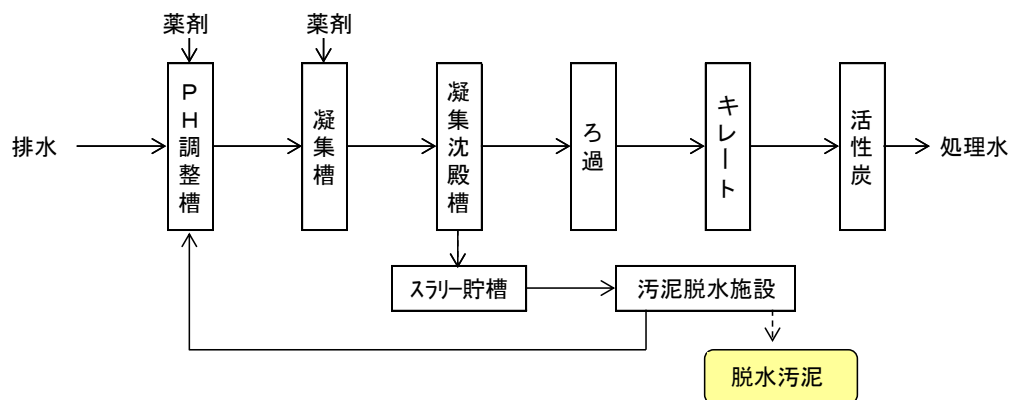 薬剤
薬剤
排水
PH調整槽
凝集槽
凝集沈殿槽
ろ過
キレート
活性炭
処理水
スラリー貯槽
汚泥脱水施設
脱水汚泥